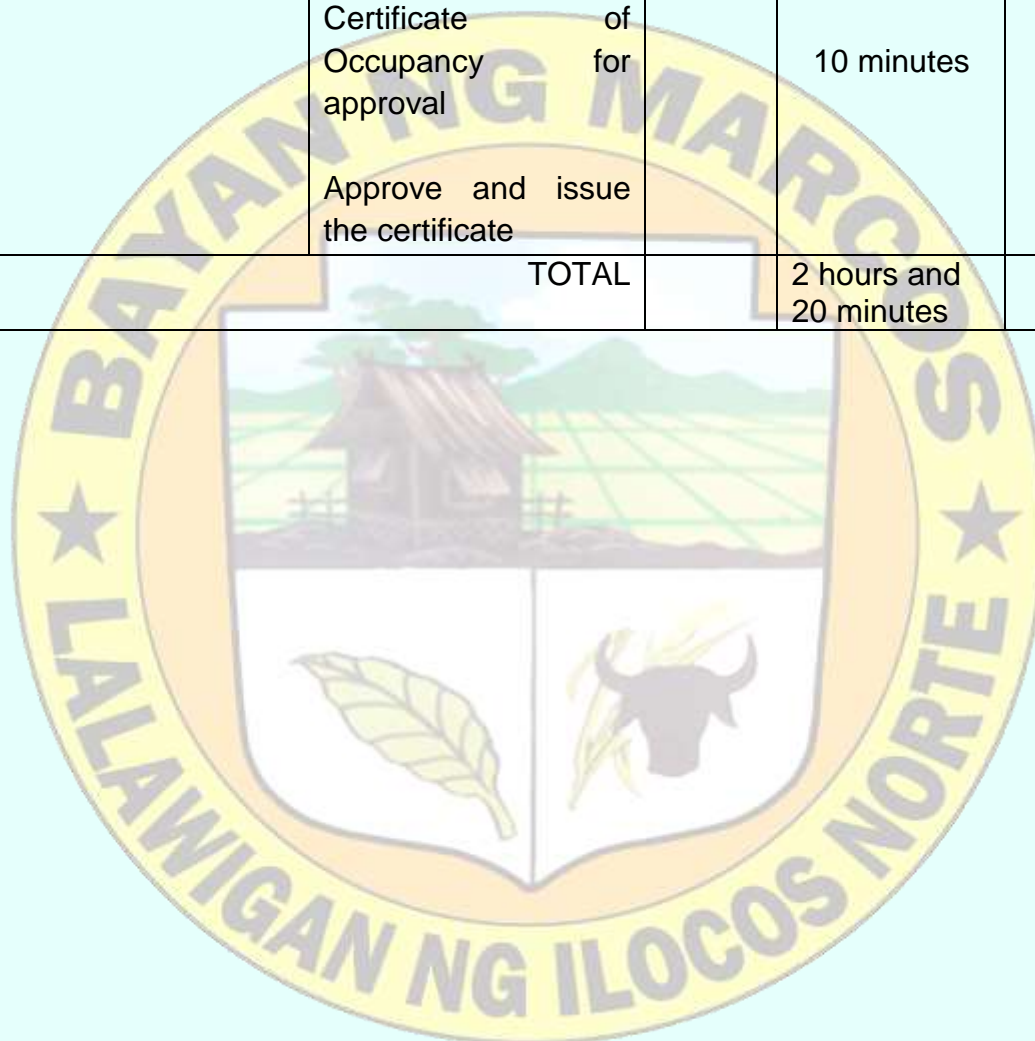 Certificate of
Occupancy for
approval
10 minutes
Approve and issue
the certificate
TOTAL
2 hours and
20 minutes
BAYAN NG MARCOS
LALAWIGAN NG ILOCOS NORTE